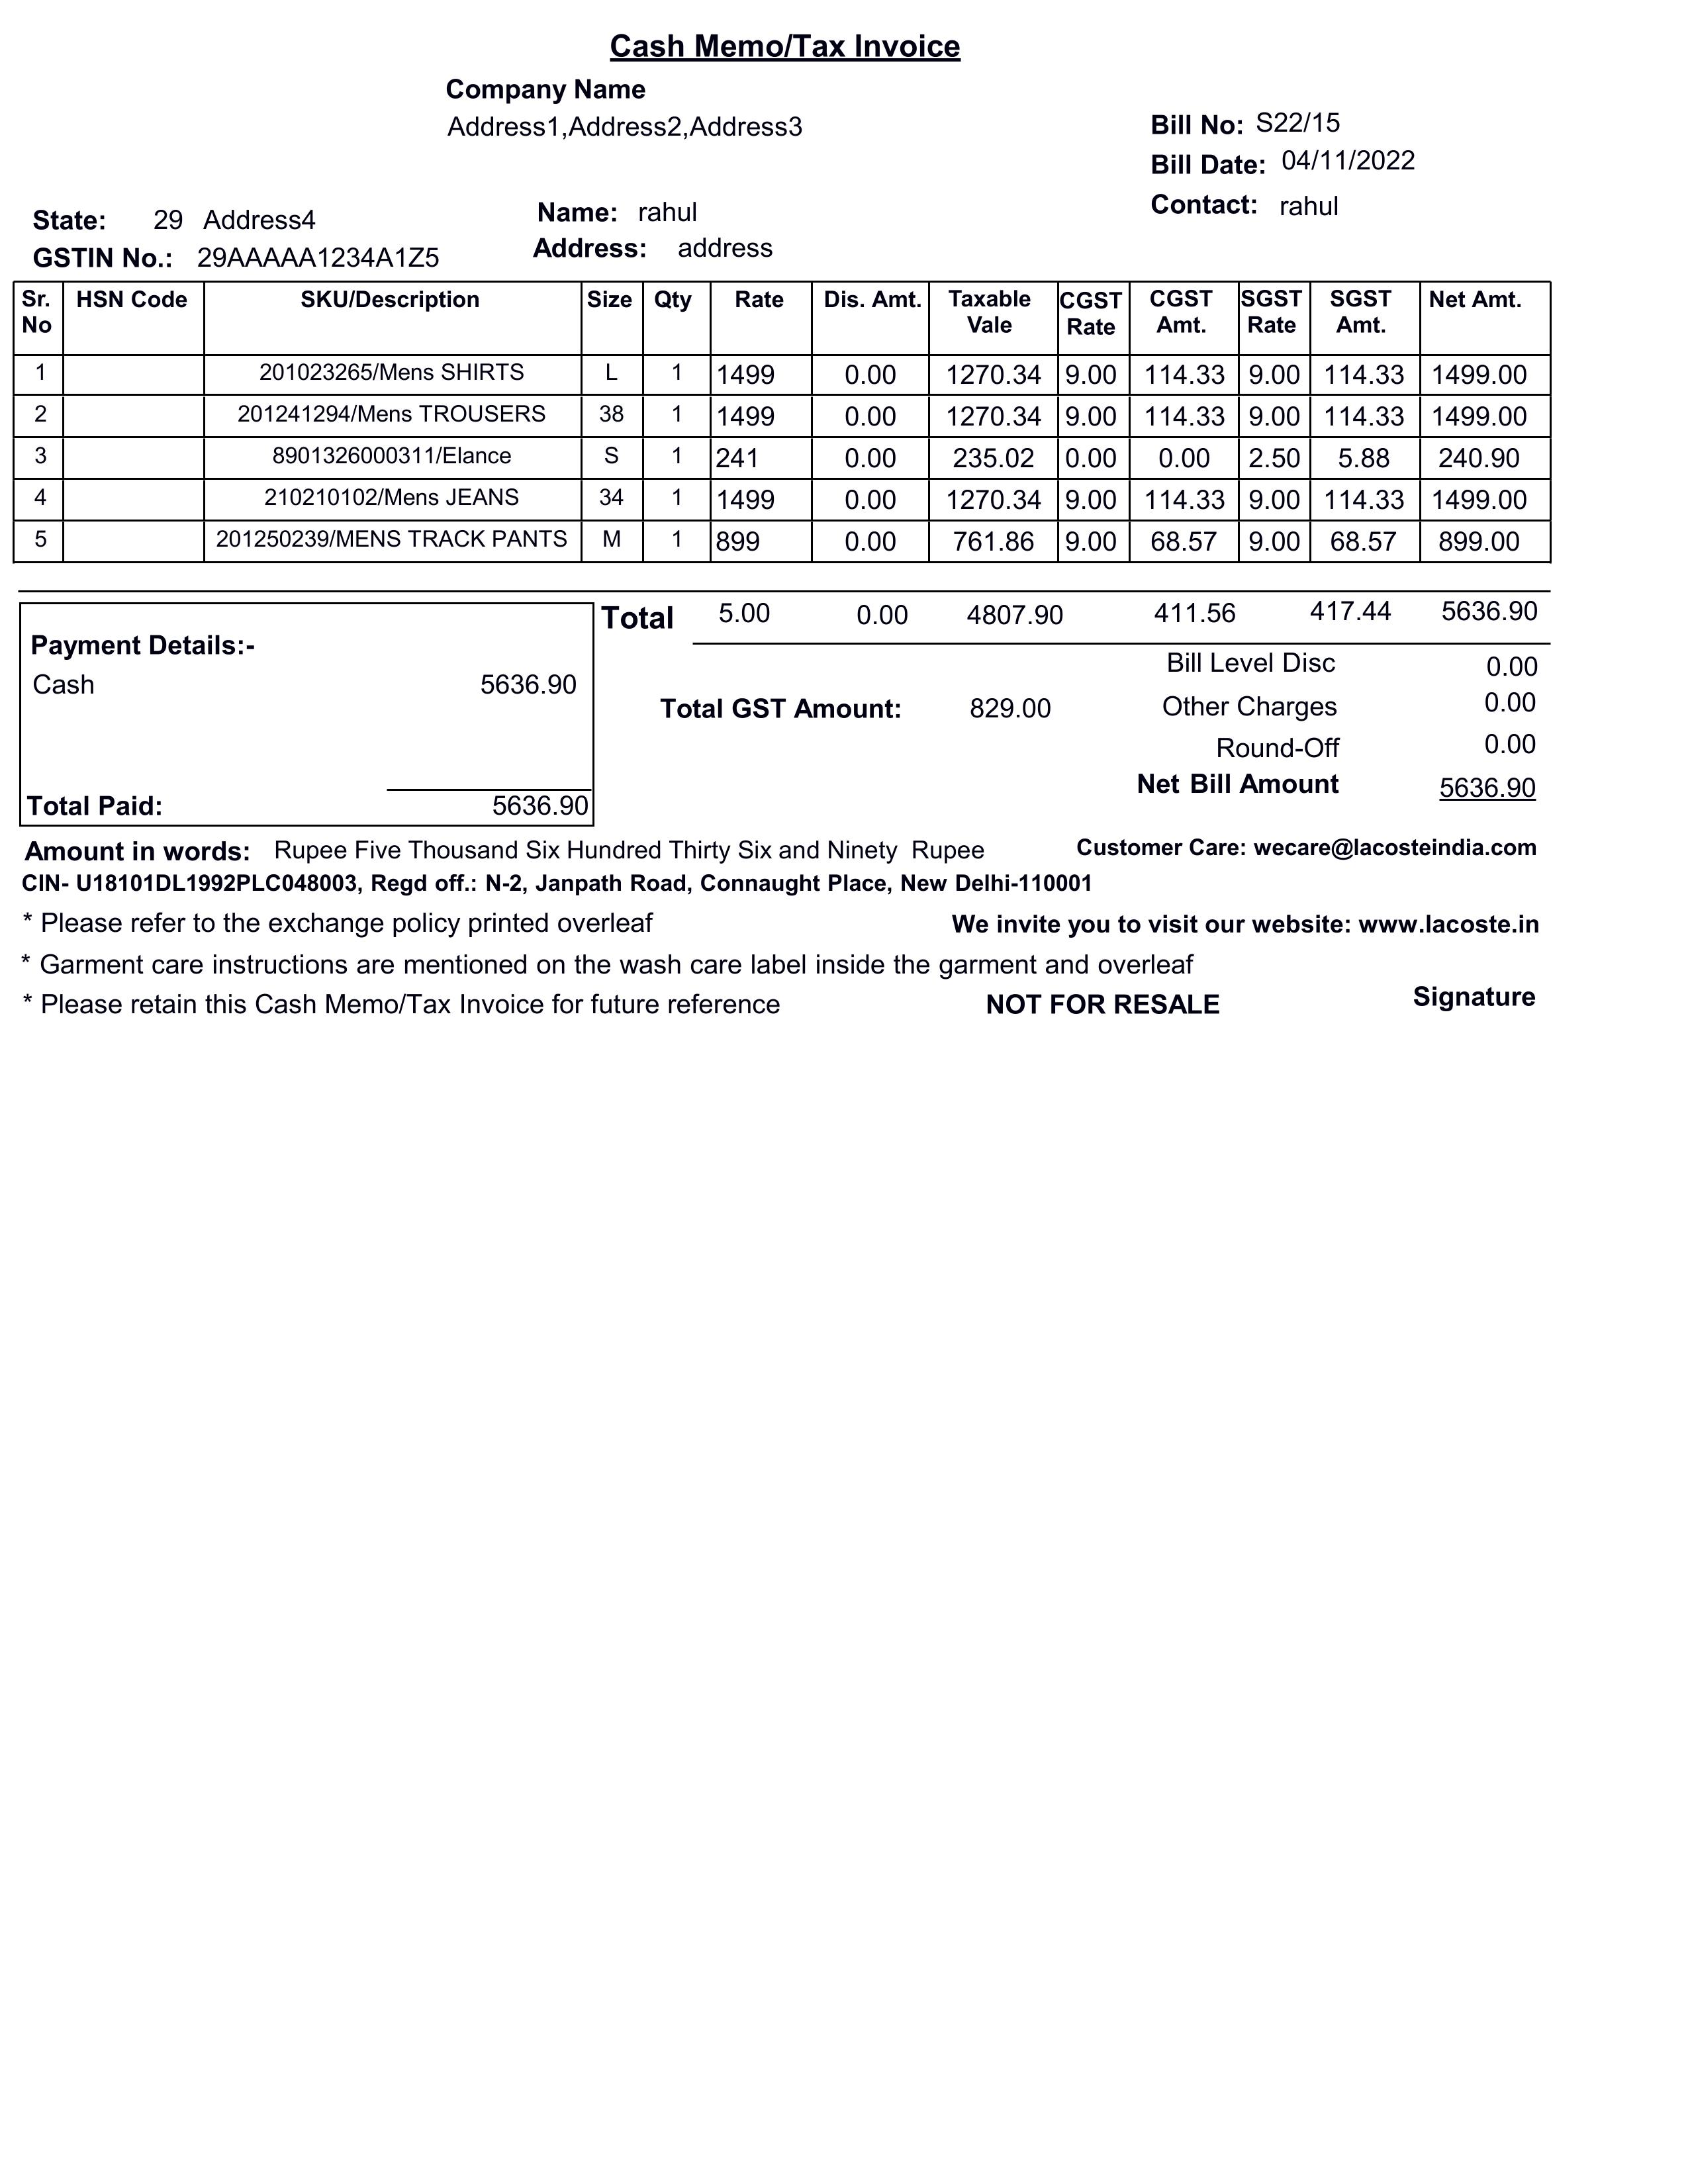 Cash Memo/Tax Invoice
Company Name
Address1,Address2,Address3
Bill No: S22/15
Bill Date: 04/11/2022
Contact: rahul
State: 29 Address4
Name: rahul
GSTIN No.: 29AAAAA1234A1Z5
Address: address
Sr. No HSN Code SKU/Description Size Qty Rate Dis. Amt. Taxable Vale CGST Rate CGST Amt. SGST Rate SGST Amt. Net Amt.
1 201023265/Mens SHIRTS L 1 1499 0.00 1270.34 9.00 114.33 9.00 114.33 1499.00
2 201241294/Mens TROUSERS 38 1 1499 0.00 1270.34 9.00 114.33 9.00 114.33 1499.00
3 8901326000311/Elance S 1 241 0.00 235.02 0.00 0.00 2.50 5.88 240.90
4 210210102/Mens JEANS 34 1 1499 0.00 1270.34 9.00 114.33 9.00 114.33 1499.00
5 201250239/MENS TRACK PANTS M 1 899 0.00 761.86 9.00 68.57 9.00 68.57 899.00
Total 5.00 0.00 4807.90 411.56 417.44 5636.90
Payment Details:-
Cash 5636.90
Total Paid: 5636.90
Bill Level Disc 0.00
Total GST Amount: 829.00
Other Charges 0.00
Round-Off 0.00
Net Bill Amount 5636.90
Amount in words: Rupee Five Thousand Six Hundred Thirty Six and Ninety Rupee
Customer Care: wecare@lacosteindia.com
CIN- U18101DL1992PLC048003, Regd off.: N-2, Janpath Road, Connaught Place, New Delhi-110001
* Please refer to the exchange policy printed overleaf
We invite you to visit our website: www.lacoste.in
* Garment care instructions are mentioned on the wash care label inside the garment and overleaf
* Please retain this Cash Memo/Tax Invoice for future reference
NOT FOR RESALE
Signature